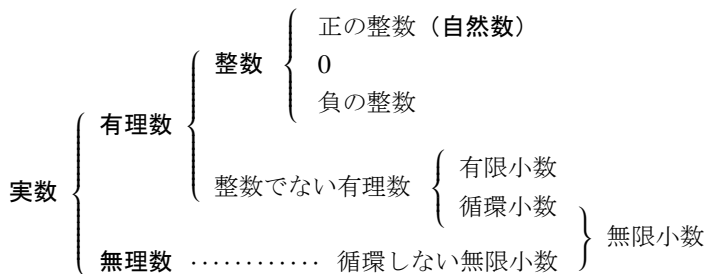 正の整数（自然数）
整数
0
負の整数
有理数
実数
整数でない有理数
有限小数
循環小数
無限小数
無理数 ………… 循環しない無限小数